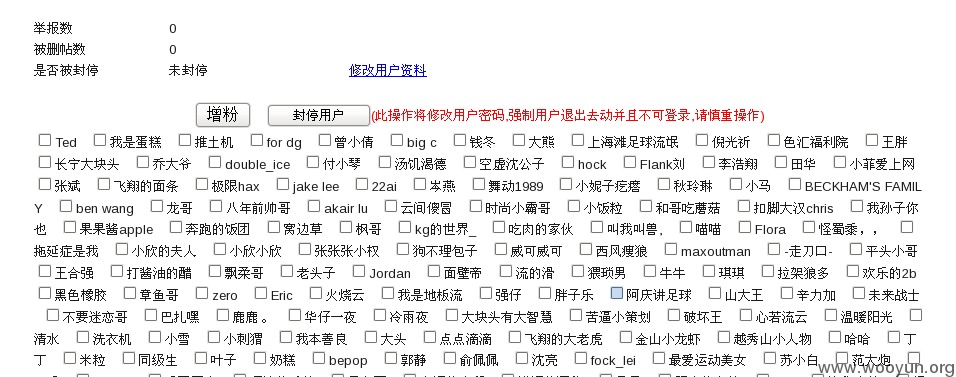 举报数 0
被删帖数 0
是否被封停 未封停 修改用户资料
增粉 封停用户 (此操作将修改用户密码,强制用户退出去动并且不可登录,请慎重操作)
Ted 我是蛋糕 推土机 for dg 曾小倩 big c 钱冬 大熊 上海滩足球流氓 倪光祈 色汇福利院 王胖
长宁大块头 乔大爷 double_ice 付小琴 汤饥渴德 空虚沈公子 hock Flank刘 李浩翔 田华 小菲爱上网
张斌 飞翔的面条 极限hax jake lee 22ai 岑燕 舞动1989 小妮子疙瘩 秋玲琳 小马 BECKHAM'S FAMIL
Y ben wang 龙哥 八年前帅哥 akair lu 云间傻冒 时尚小霸哥 小饭粒 和哥吃蘑菇 扣脚大汉chris 我孙子你
也 果果酱apple 奔跑的饭团 窝边草 枫哥 kg的世界_ 吃肉的家伙 叫我叫兽, 喵喵 Flora 怪蜀黍，，
拖延症是我 小欣的夫人 小欣小欣 张张张小权 狗不理包子 威可威可 西风瘦狼 maxoutman -走刀口- 平头小哥
王合强 打酱油的醋 飘柔哥 老头子 Jordan 面壁帝 流的滑 猥琐男 牛牛 琪琪 拉架狼多 欢乐的2b
黑色橡胶 章鱼哥 zero Eric 火烧云 我是地板流 强仔 胖子乐 阿庆讲足球 山大王 辛力加 未来战士
不要迷恋哥 巴扎嘿 鹿鹿 。 华仔一夜 冷雨夜 大块头有大智慧 苦逼小策划 破坏王 心若流云 温暖阳光
清水 洗衣机 小雪 小刺猬 我本善良 大头 点点滴滴 飞翔的大老虎 金山小龙虾 越秀山小人物 哈哈 丁
丁 米粒 同级生 叶子 奶糕 bepop 郭静 俞佩佩 沈亮 fock_lei 最爱运动美女 苏小白 范大炮
www.wooyun.org